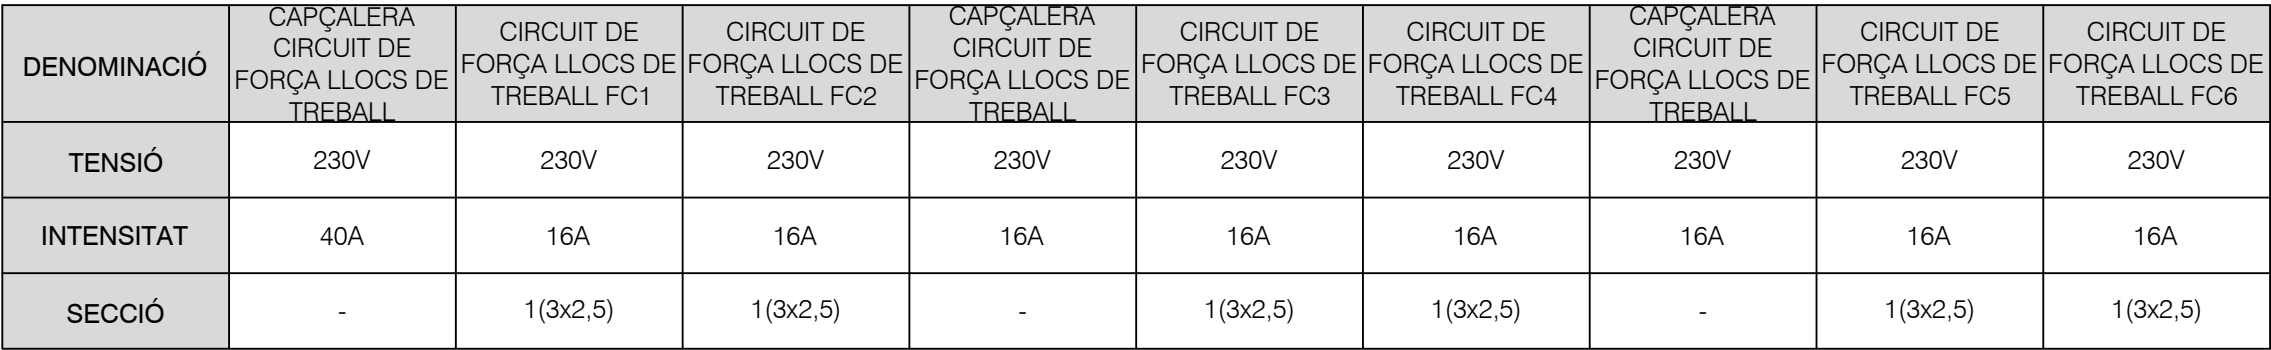 DENOMINACIÓ
CAPÇALERA
CIRCUIT DE
FORÇA LLOCS DE
TREBALL
CIRCUIT DE
FORÇA LLOCS DE
TREBALL FC1
CIRCUIT DE
FORÇA LLOCS DE
TREBALL FC2
CAPÇALERA
CIRCUIT DE
FORÇA LLOCS DE
TREBALL
CIRCUIT DE
FORÇA LLOCS DE
TREBALL FC3
CIRCUIT DE
FORÇA LLOCS DE
TREBALL FC4
CAPÇALERA
CIRCUIT DE
FORÇA LLOCS DE
TREBALL
CIRCUIT DE
FORÇA LLOCS DE
TREBALL FC5
CIRCUIT DE
FORÇA LLOCS DE
TREBALL FC6
TENSIÓ 230V 230V 230V 230V 230V 230V 230V 230V 230V
INTENSITAT 40A 16A 16A 16A 16A 16A 16A 16A 16A
SECCIÓ - 1(3x2,5) 1(3x2,5) - 1(3x2,5) 1(3x2,5) - 1(3x2,5) 1(3x2,5)